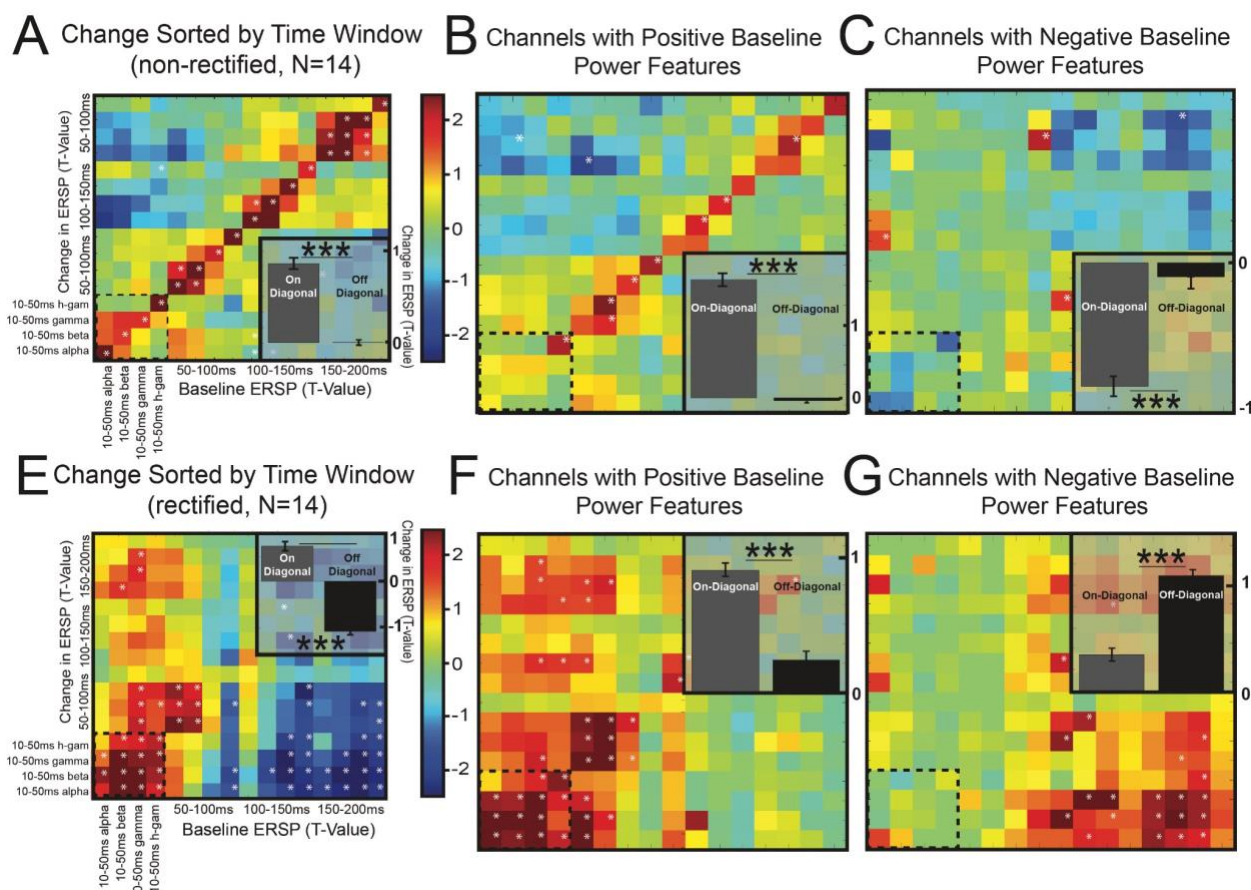 A Change Sorted by Time Window
(non-rectified, N=14)
Change in ERSP (T-Value)
50-100ms
100-150ms
50-100ms
10-50ms h-gam
10-50ms gamma
10-50ms beta
10-50ms alpha
10-50ms alpha
10-50ms beta
10-50ms gamma
10-50ms h-gam
50-100ms
100-150ms
150-200ms
Baseline ERSP (T-Value)
***
On
Diagonal
Off
Diagonal
1
0
Change in ERSP (T-value)
2
1
0
-1
-2
B Channels with Positive Baseline
Power Features
***
On-Diagonal
Off-Diagonal
1
0
C Channels with Negative Baseline
Power Features
0
On-Diagonal
Off-Diagonal
***
-1
E Change Sorted by Time Window
(rectified, N=14)
Change in ERSP (T-Value)
150-200ms
100-150ms
50-100ms
10-50ms h-gam
10-50ms gamma
10-50ms beta
10-50ms alpha
10-50ms alpha
10-50ms beta
10-50ms gamma
10-50ms h-gam
50-100ms
100-150ms
150-200ms
Baseline ERSP (T-Value)
On
Diagonal
Off
Diagonal
***
1
0
-1
Change in ERSP (T-value)
2
1
0
-1
-2
F Channels with Positive Baseline
Power Features
***
On-Diagonal
Off-Diagonal
1
0
G Channels with Negative Baseline
Power Features
***
On-Diagonal
Off-Diagonal
1
0